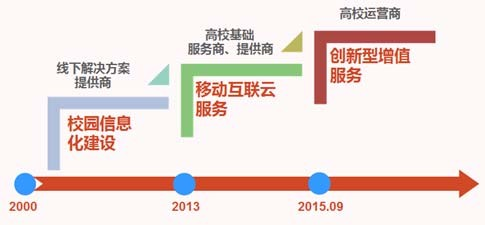 线下解决方案
提供商
校园信息
化建设
高校基础
服务商、提供商
移动互联云
服务
高校运营商
创新型增值
服务
2000
2013
2015.09